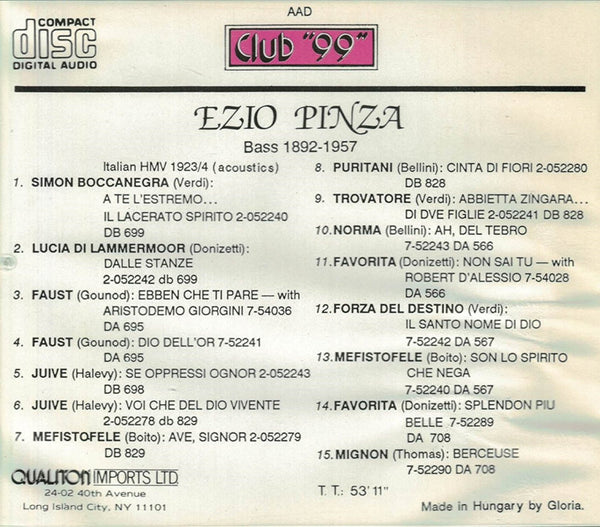 COMPACT
disc
DIGITAL AUDIO
AAD
Club "99"
EZIO PINZA
Bass 1892-1957
Italian HMV 1923/4 (acoustics)
1. SIMON BOCCANEGRA (Verdi):
A TE L'ESTREMO...
IL LACERATO SPIRITO 2-052240
DB 699
2. LUCIA DI LAMMERMOOR (Donizetti):
DALLE STANZE
2-052242 db 699
3. FAUST (Gounod): EBBEN CHE TI PARE — with
ARISTODEMO GIORGINI 7-54036
DA 695
4. FAUST (Gounod): DIO DELL'OR 7-52241
DA 695
5. JUIVE (Halevy): SE OPPRESSI OGNOR 2-052243
DB 698
6. JUIVE (Halevy): VOI CHE DEL DIO VIVENTE
2-052278 db 829
7. MEFISTOFELE (Boito): AVE, SIGNOR 2-052279
DB 829
8. PURITANI (Bellini): CINTA DI FIORI 2-052280
DB 828
9. TROVATORE (Verdi): ABBIETTA ZINGARA...
DI DVE FIGLIE 2-052241 DB 828
10. NORMA (Bellini): AH, DEL TEBRO
7-52243 DA 566
11. FAVORITA (Donizetti): NON SAI TU — with
ROBERT D'ALESSIO 7-54028
DA 566
12. FORZA DEL DESTINO (Verdi):
IL SANTO NOME DI DIO
7-52242 DA 567
13. MEFISTOFELE (Boito): SON LO SPIRITO
CHE NEGA
7-52240 DA 567
14. FAVORITA (Donizetti): SPLENDON PIU
BELLE 7-52289
DA 708
15. MIGNON (Thomas): BERCEUSE
7-52290 DA 708
QUALITON IMPORTS LTD.
24-02 40th Avenue
Long Island City, NY 11101
T. T.: 53' 11"
Made in Hungary by Gloria.